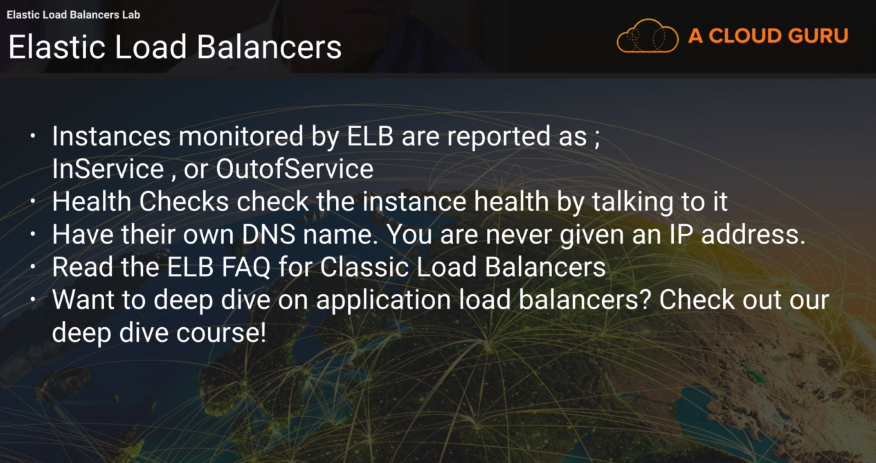 Elastic Load Balancers Lab
Elastic Load Balancers
A CLOUD GURU
• Instances monitored by ELB are reported as ;
InService , or OutofService
• Health Checks check the instance health by talking to it
• Have their own DNS name. You are never given an IP address.
• Read the ELB FAQ for Classic Load Balancers
• Want to deep dive on application load balancers? Check out our
deep dive course!